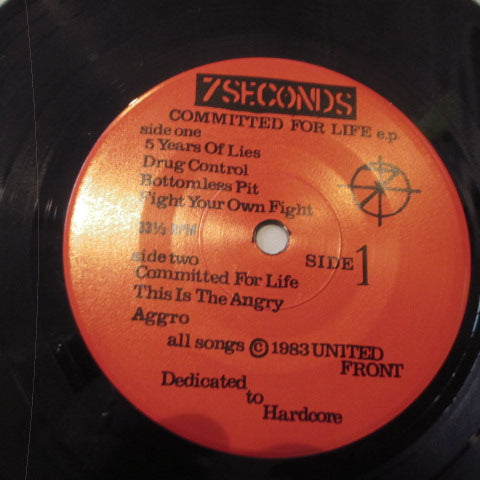 7SECONDS
COMMITTED FOR LIFE e.p.
side one
5 Years Of Lies
Drug Control
Bottomless Pit
Fight Your Own Fight
33⅓ RPM
SIDE 1
side two
Committed For Life
This Is The Angry
Aggro
all songs © 1983 UNITED
FRONT
Dedicated
to
Hardcore